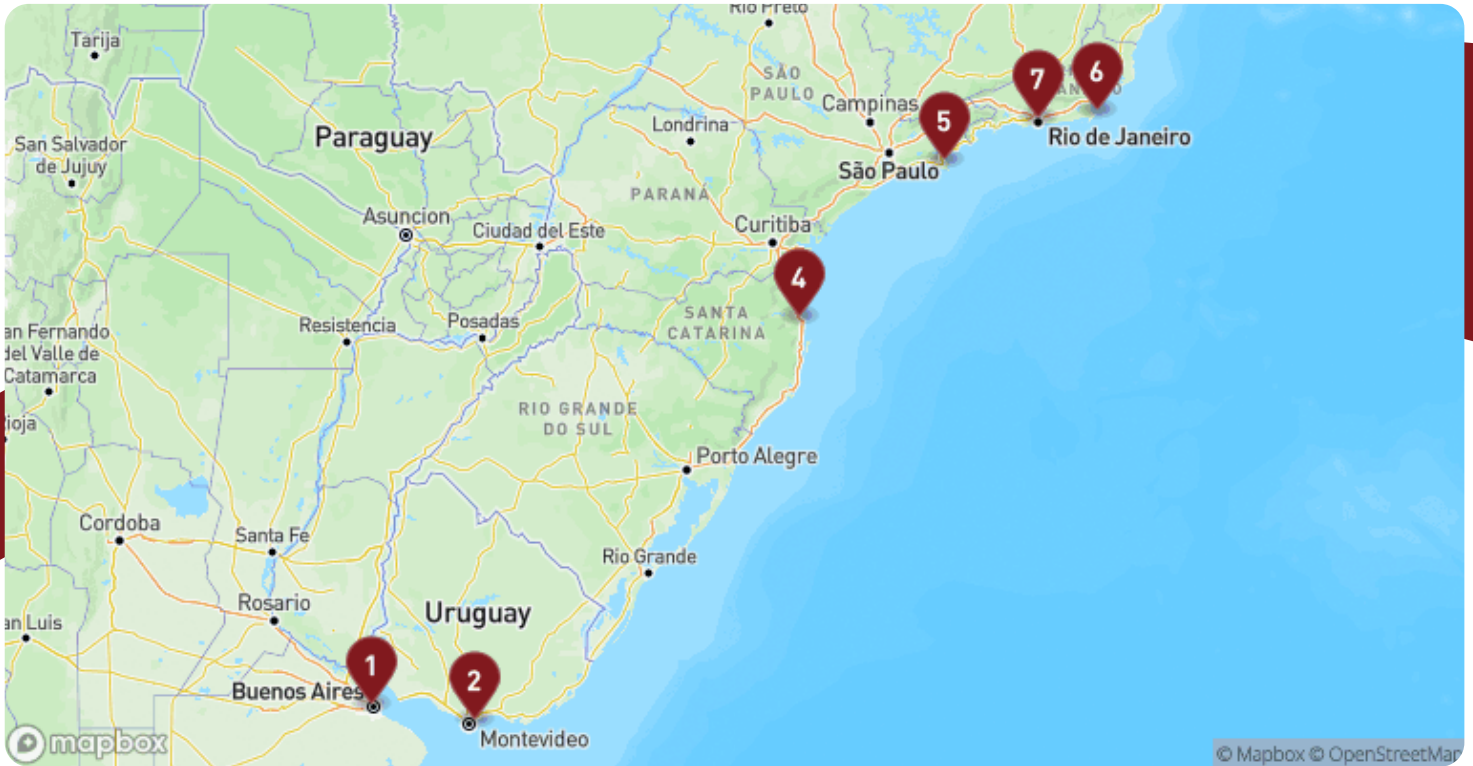 Rio Preto
Tarija
7
6
SÃO
PAULO
Campinas
5
Londrina
Rio de Janeiro
Paraguay
San Salvador
de Jujuy
São Paulo
PARANÁ
Asuncion
Curitiba
Ciudad del Este
4
SANTA
CATARINA
Resistencia
Posadas
an Fernando
del Valle de
Catamarca
RIO GRANDE
DO SUL
ioja
Porto Alegre
Cordoba
Santa Fe
Rio Grande
Rosario
Uruguay
an Luis
1
2
Buenos Aires
Montevideo
mapbox
© Mapbox © OpenStreetMap